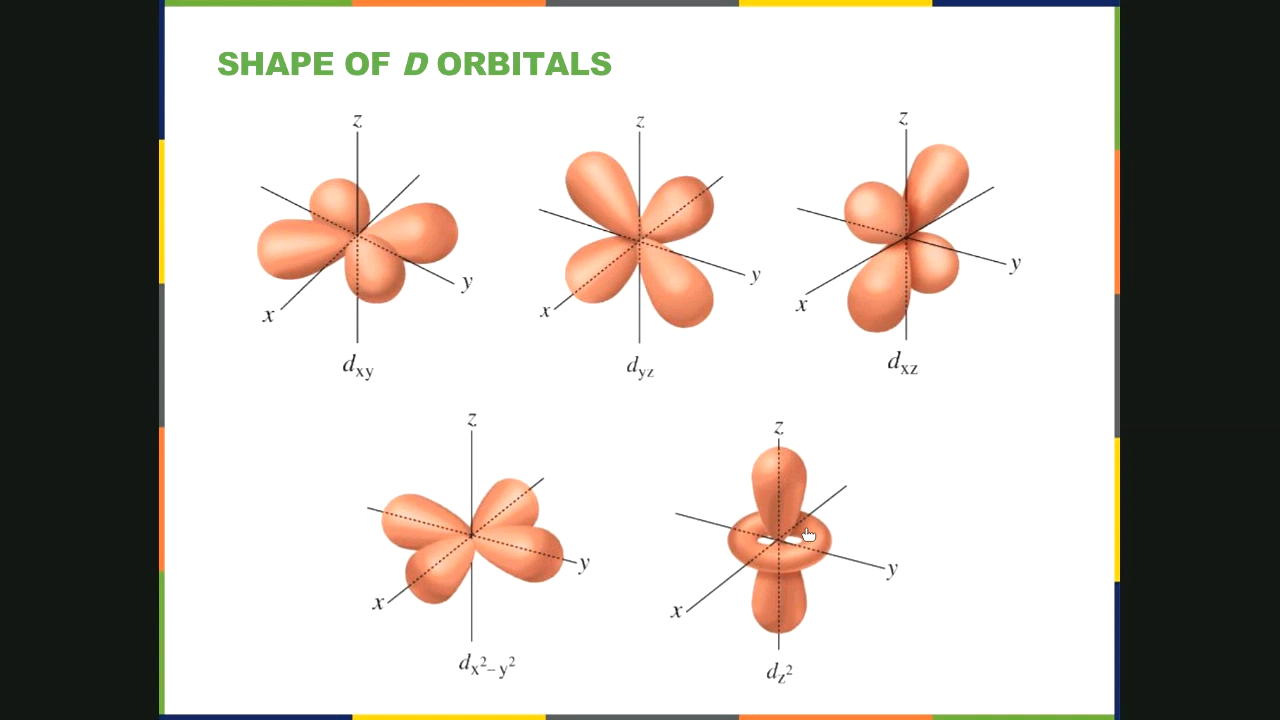 SHAPE OF D ORBITALS
z
y
x
dxy
z
y
x
dyz
z
y
x
dxz
z
y
x
dx²–y²
z
y
x
dz²